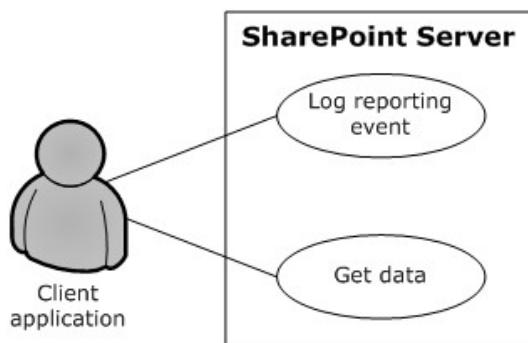 SharePoint Server
Log reporting
event
Get data
Client
application